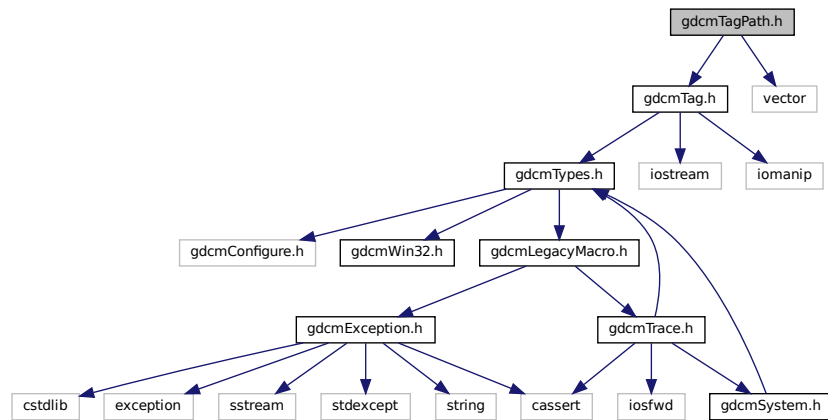 gdcmTagPath.h
gdcmTag.h
vector
gdcmTypes.h
iostream
iomanip
gdcmConfigure.h
gdcmWin32.h
gdcmLegacyMacro.h
gdcmException.h
gdcmTrace.h
cstdlib
exception
sstream
stdexcept
string
cassert
iosfwd
gdcmSystem.h